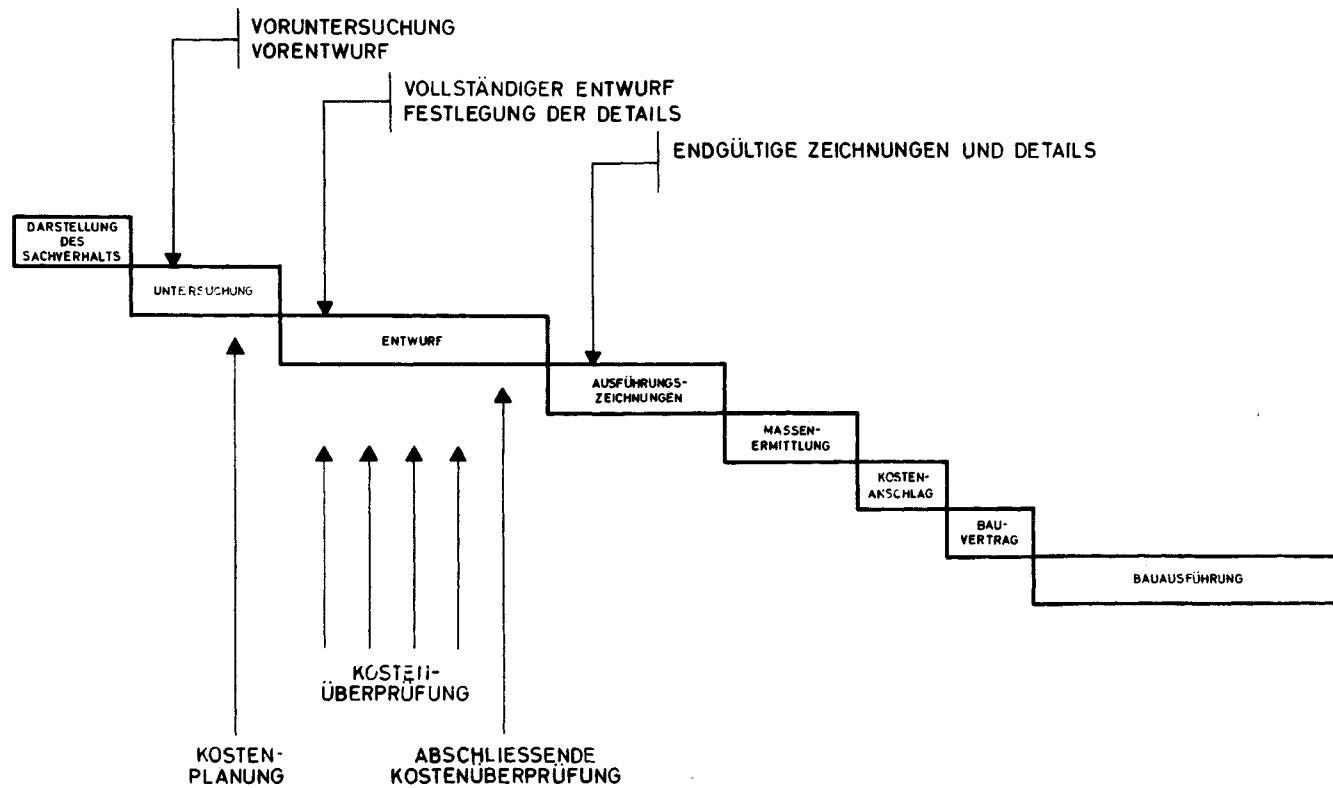 VORUNTERSUCHUNG
VORENTWURF
VOLLSTÄNDIGER ENTWURF
FESTLEGUNG DER DETAILS
ENDGÜLTIGE ZEICHNUNGEN UND DETAILS
DARSTELLUNG
DES
SACHVERHALTS
UNTERSUCHUNG
ENTWURF
AUSFÜHRUNGS-
ZEICHNUNGEN
MASSEN-
ERMITTLUNG
KOSTEN-
ANSCHLAG
BAU-
VERTRAG
BAUAUSFÜHRUNG
KOSTEN-
ÜBERPRÜFUNG
KOSTEN-
PLANUNG
ABSCHLIESSENDE
KOSTENÜBERPRÜFUNG